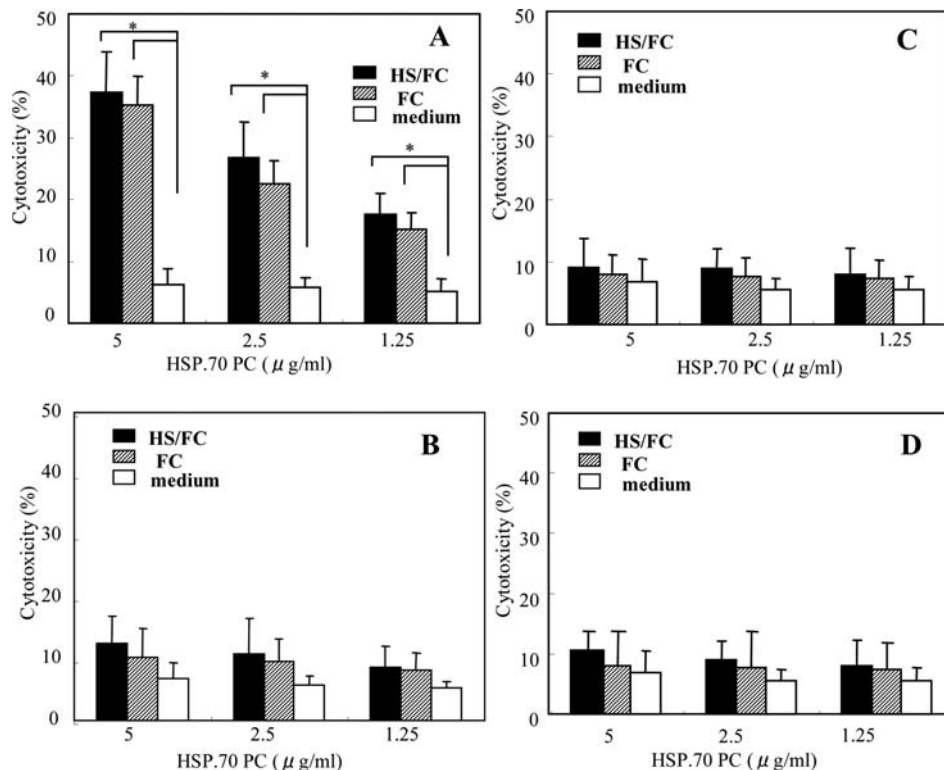 A
50
40
30
20
10
0
Cytotoxicity (%)
*
*
*
HS/FC
FC
medium
5
2.5
1.25
HSP.70 PC ( μ g/ml)
C
50
40
30
20
10
0
Cytotoxicity (%)
HS/FC
FC
medium
5
2.5
1.25
HSP.70 PC ( μ g/ml)
B
50
40
30
20
10
0
Cytotoxicity (%)
HS/FC
FC
medium
5
2.5
1.25
HSP.70 PC ( μ g/ml)
D
50
40
30
20
10
0
Cytotoxicity (%)
HS/FC
FC
medium
5
2.5
1.25
HSP.70 PC ( μ g/ml)